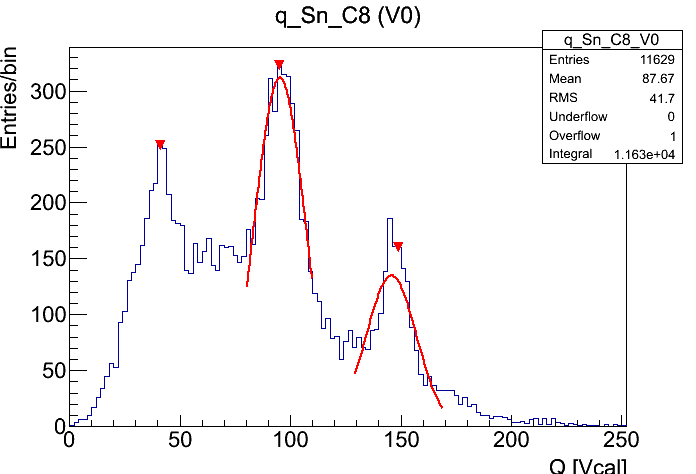 q_Sn_C8 (V0)
q_Sn_C8_V0
Entries 11629
Mean 87.67
RMS 41.7
Underflow 0
Overflow 1
Integral 1.163e+04
Entries/bin
300
250
200
150
100
50
0
0 50 100 150 200 250
Q [Vcal]